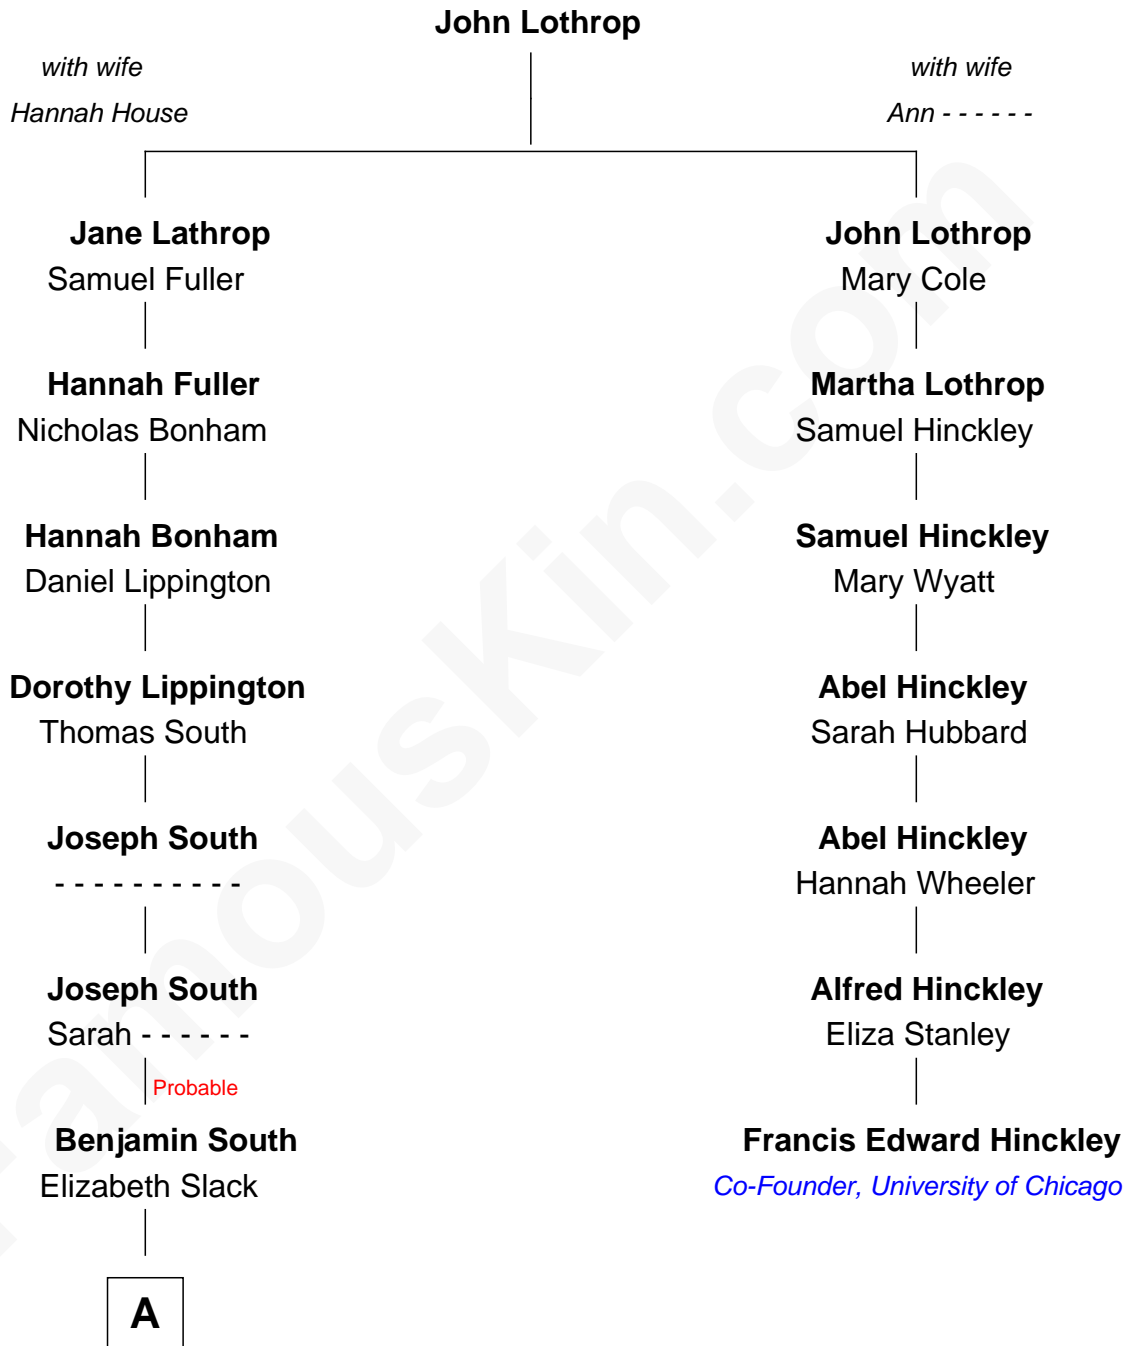 John Lothrop
with wife
Hannah House
with wife
Ann - - - - - -
Jane Lathrop
Samuel Fuller
Hannah Fuller
Nicholas Bonham
Hannah Bonham
Daniel Lippington
Dorothy Lippington
Thomas South
Joseph South
- - - - - - - - - -
Joseph South
Sarah - - - - - -
Probable
Benjamin South
Elizabeth Slack
A
John Lothrop
Mary Cole
Martha Lothrop
Samuel Hinckley
Samuel Hinckley
Mary Wyatt
Abel Hinckley
Sarah Hubbard
Abel Hinckley
Hannah Wheeler
Alfred Hinckley
Eliza Stanley
Francis Edward Hinckley
Co-Founder, University of Chicago
FamousKin.com